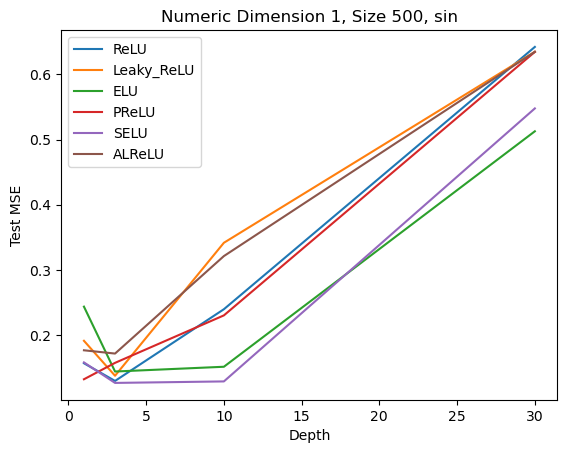 Numeric Dimension 1, Size 500, sin
ReLU
Leaky_ReLU
ELU
PReLU
SELU
ALReLU
0.6
0.5
0.4
0.3
0.2
Test MSE
0 5 10 15 20 25 30
Depth